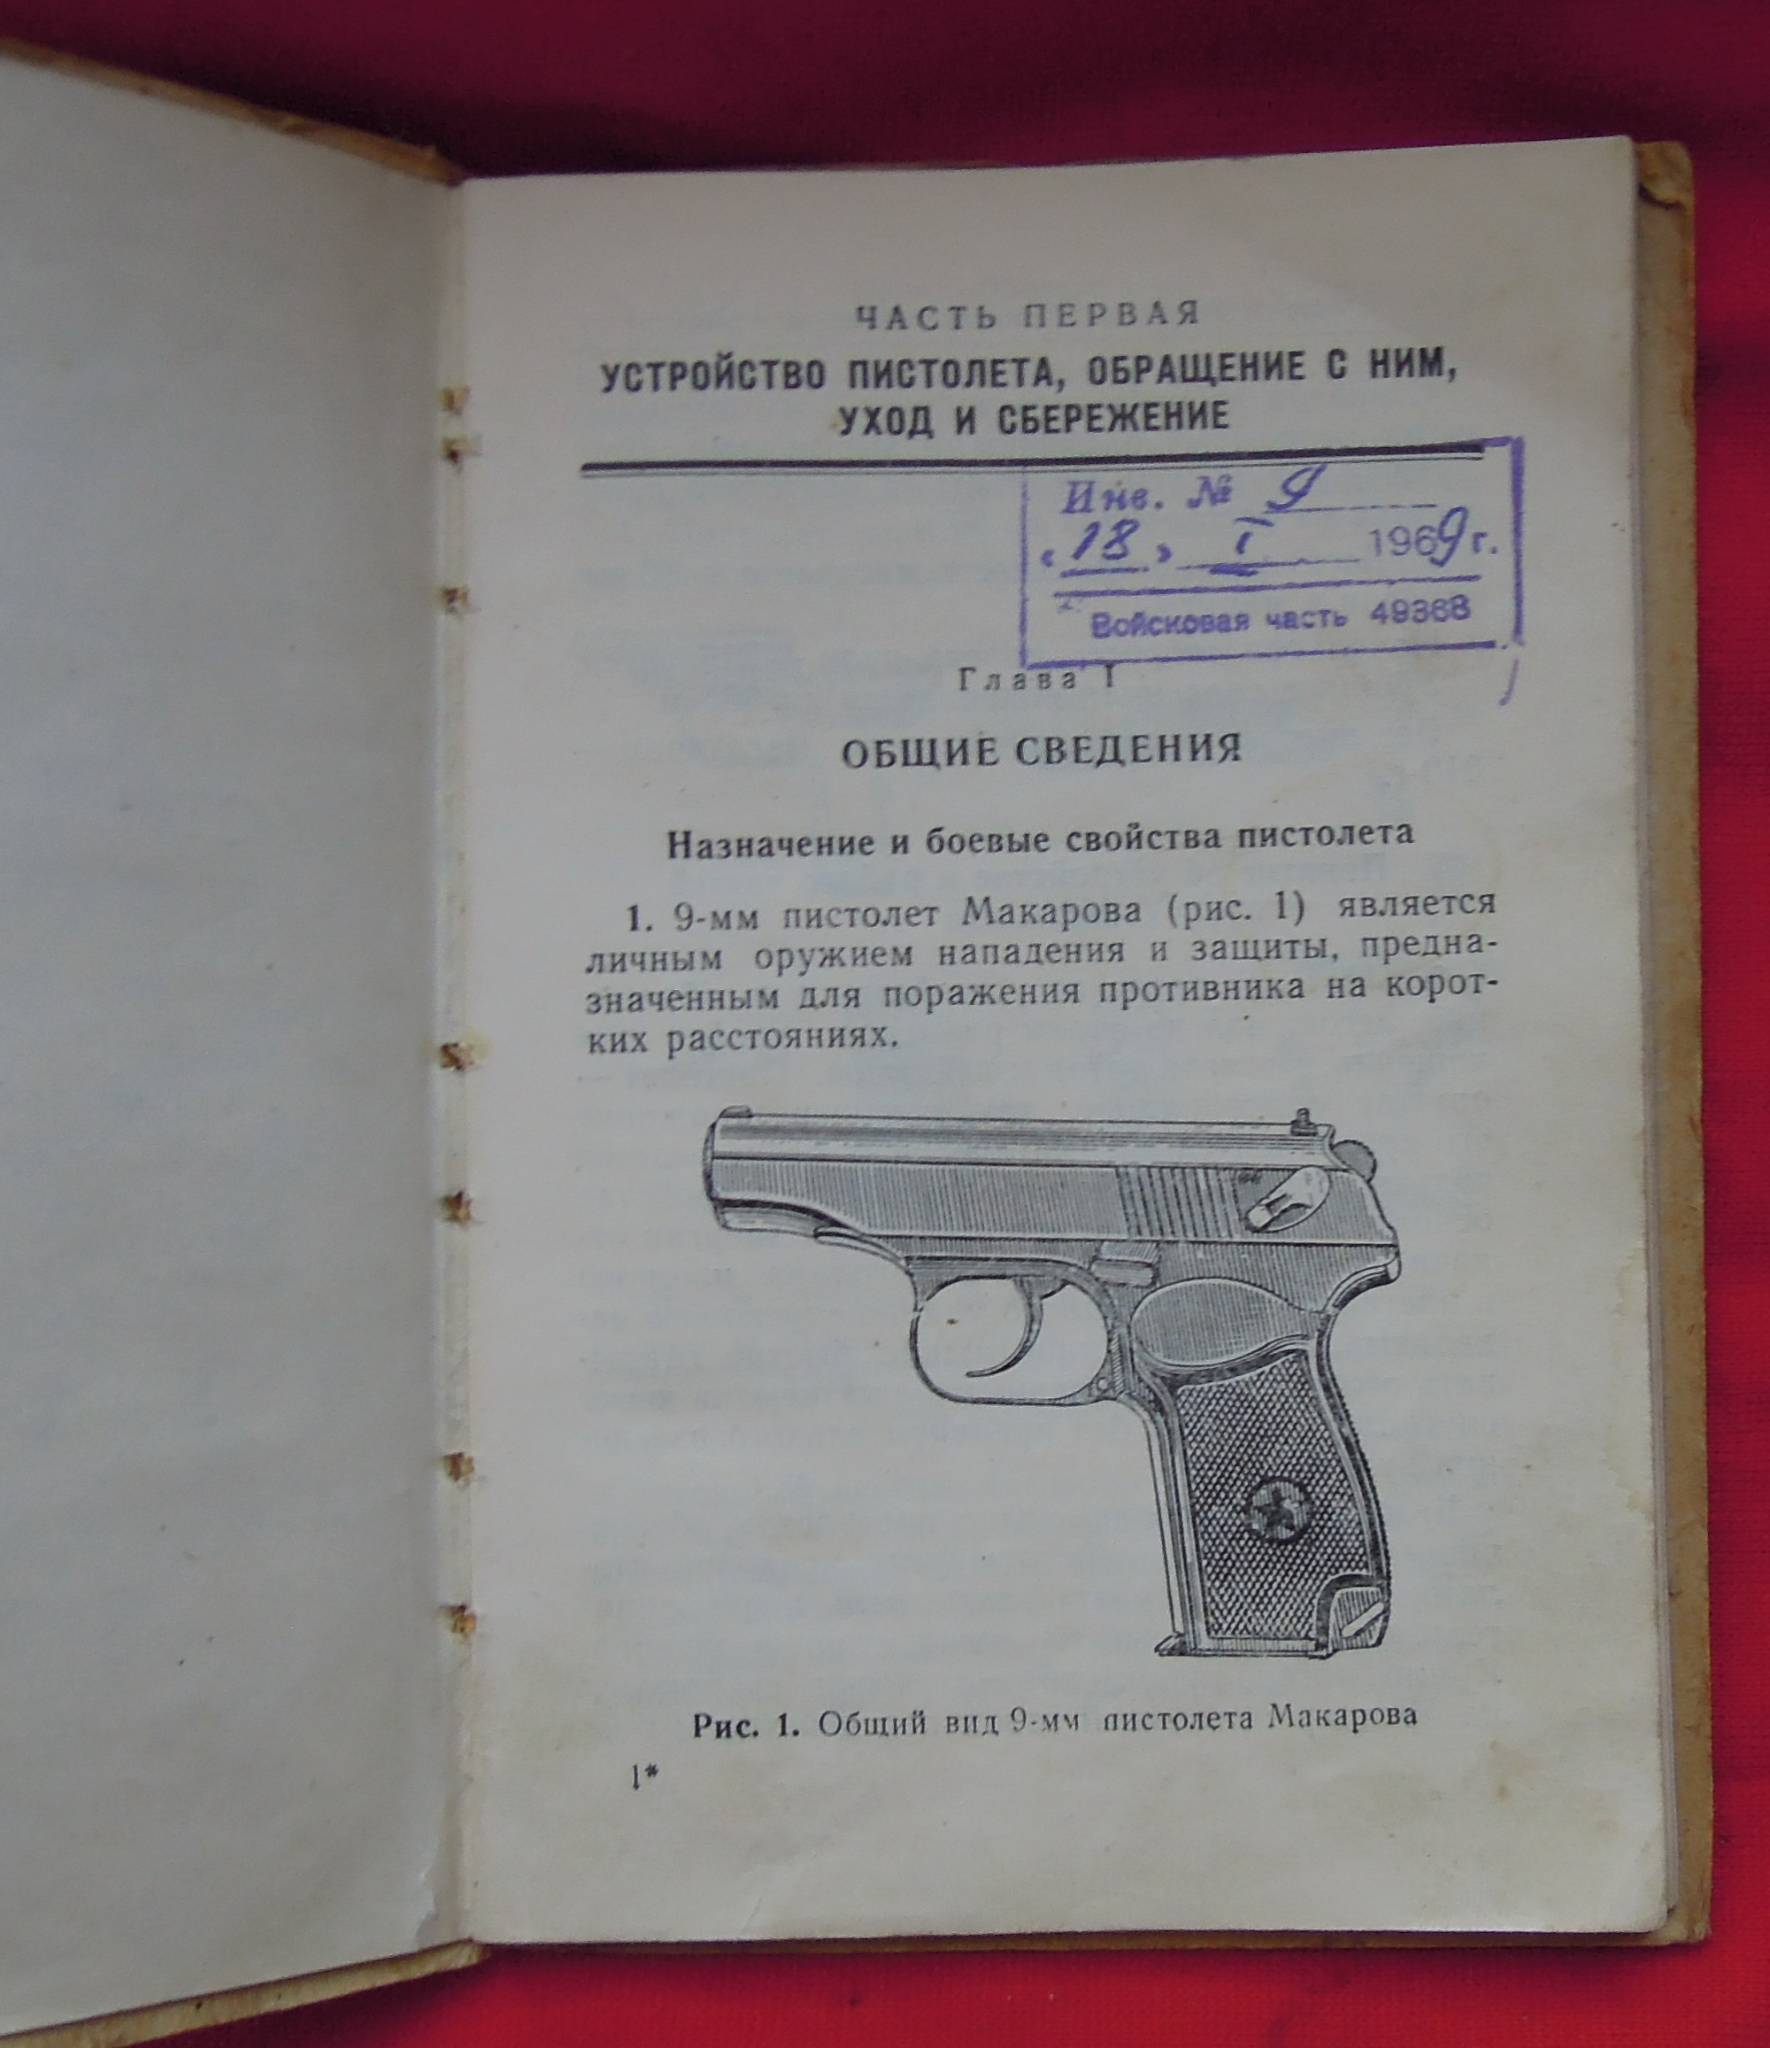 ЧАСТЬ ПЕРВАЯ
УСТРОЙСТВО ПИСТОЛЕТА, ОБРАЩЕНИЕ С НИМ,
УХОД И СБЕРЕЖЕНИЕ
Инв. № 9
«18» I 1969 г.
Войсковая часть 49368
Глава I
ОБЩИЕ СВЕДЕНИЯ
Назначение и боевые свойства пистолета
1. 9-мм пистолет Макарова (рис. 1) является
личным оружием нападения и защиты, предна-
значенным для поражения противника на корот-
ких расстояниях.
Рис. 1. Общий вид 9-мм пистолета Макарова
1*